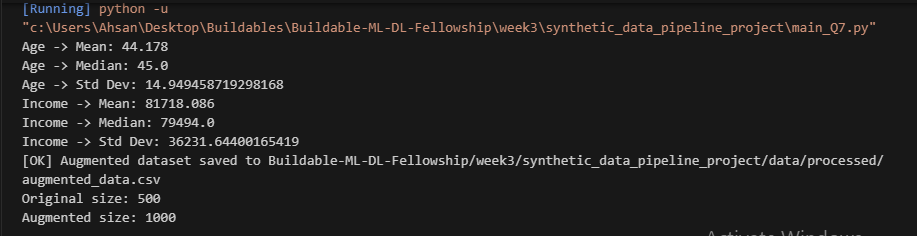 [Running] python -u
"c:\Users\Ahsan\Desktop\Buildables\Buildable-ML-DL-Fellowship\week3\synthetic_data_pipeline_project\main_Q7.py"
Age -> Mean: 44.178
Age -> Median: 45.0
Age -> Std Dev: 14.949458719298168
Income -> Mean: 81718.086
Income -> Median: 79494.0
Income -> Std Dev: 36231.64400165419
[OK] Augmented dataset saved to Buildable-ML-DL-Fellowship/week3/synthetic_data_pipeline_project/data/processed/
augmented_data.csv
Original size: 500
Augmented size: 1000
Activate Windows